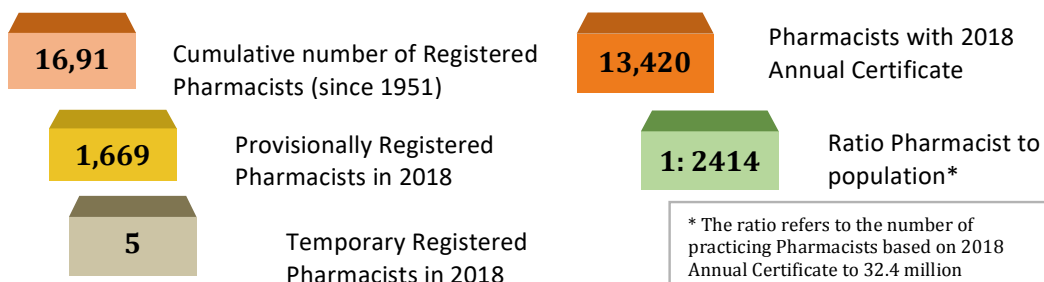 16,91
Cumulative number of Registered
Pharmacists (since 1951)
1,669
Provisionally Registered
Pharmacists in 2018
5
Temporary Registered
Pharmacists in 2018
13,420
Pharmacists with 2018
Annual Certificate
1: 2414
Ratio Pharmacist to
population*
* The ratio refers to the number of
practicing Pharmacists based on 2018
Annual Certificate to 32.4 million